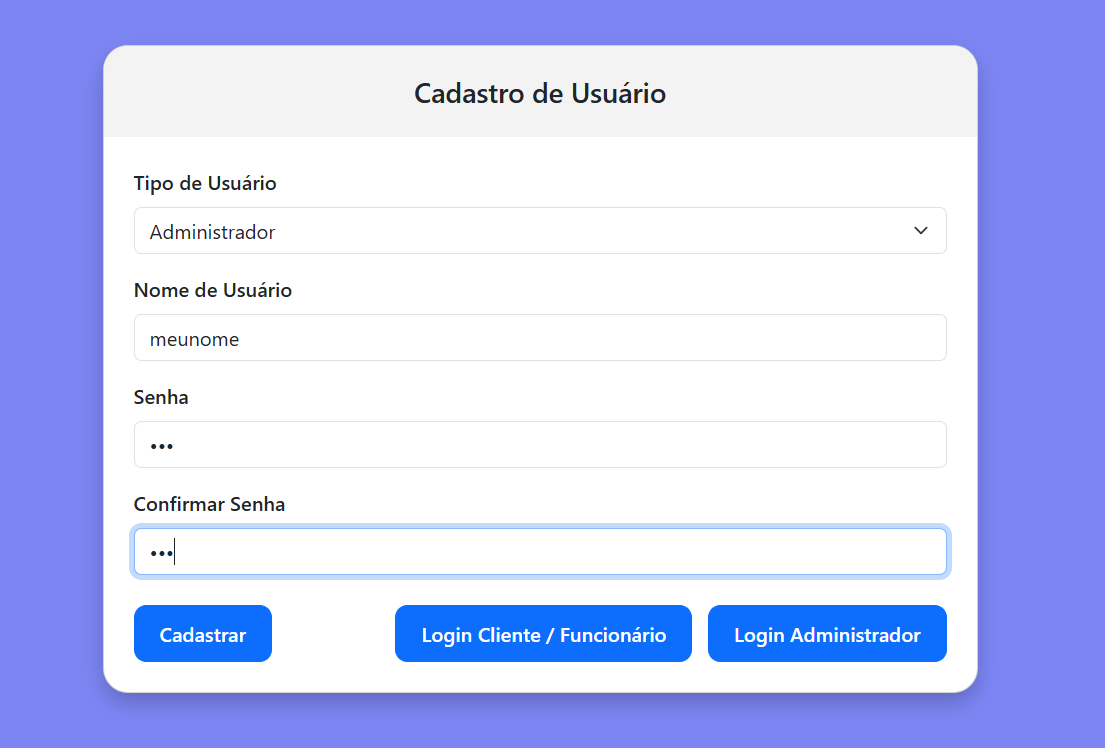 Cadastro de Usuário
Tipo de Usuário
Administrador
Nome de Usuário
meunome
Senha
•••
Confirmar Senha
•••
Cadastrar
Login Cliente / Funcionário
Login Administrador